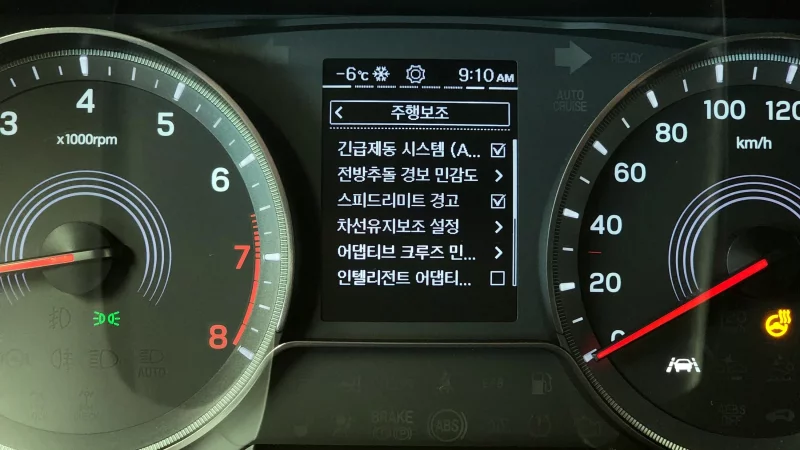 -6℃ 9:10 AM
주행보조
긴급제동 시스템 (A...
전방추돌 경보 민감도
스피드리미트 경고
차선유지보조 설정
어댑티브 크루즈 민...
인텔리전트 어댑티...
3
4
5
6
7
8
x1000rpm
READY
AUTO
CRUISE
0
20
40
60
80
100
120
km/h
AUTO
BRAKE
ABS